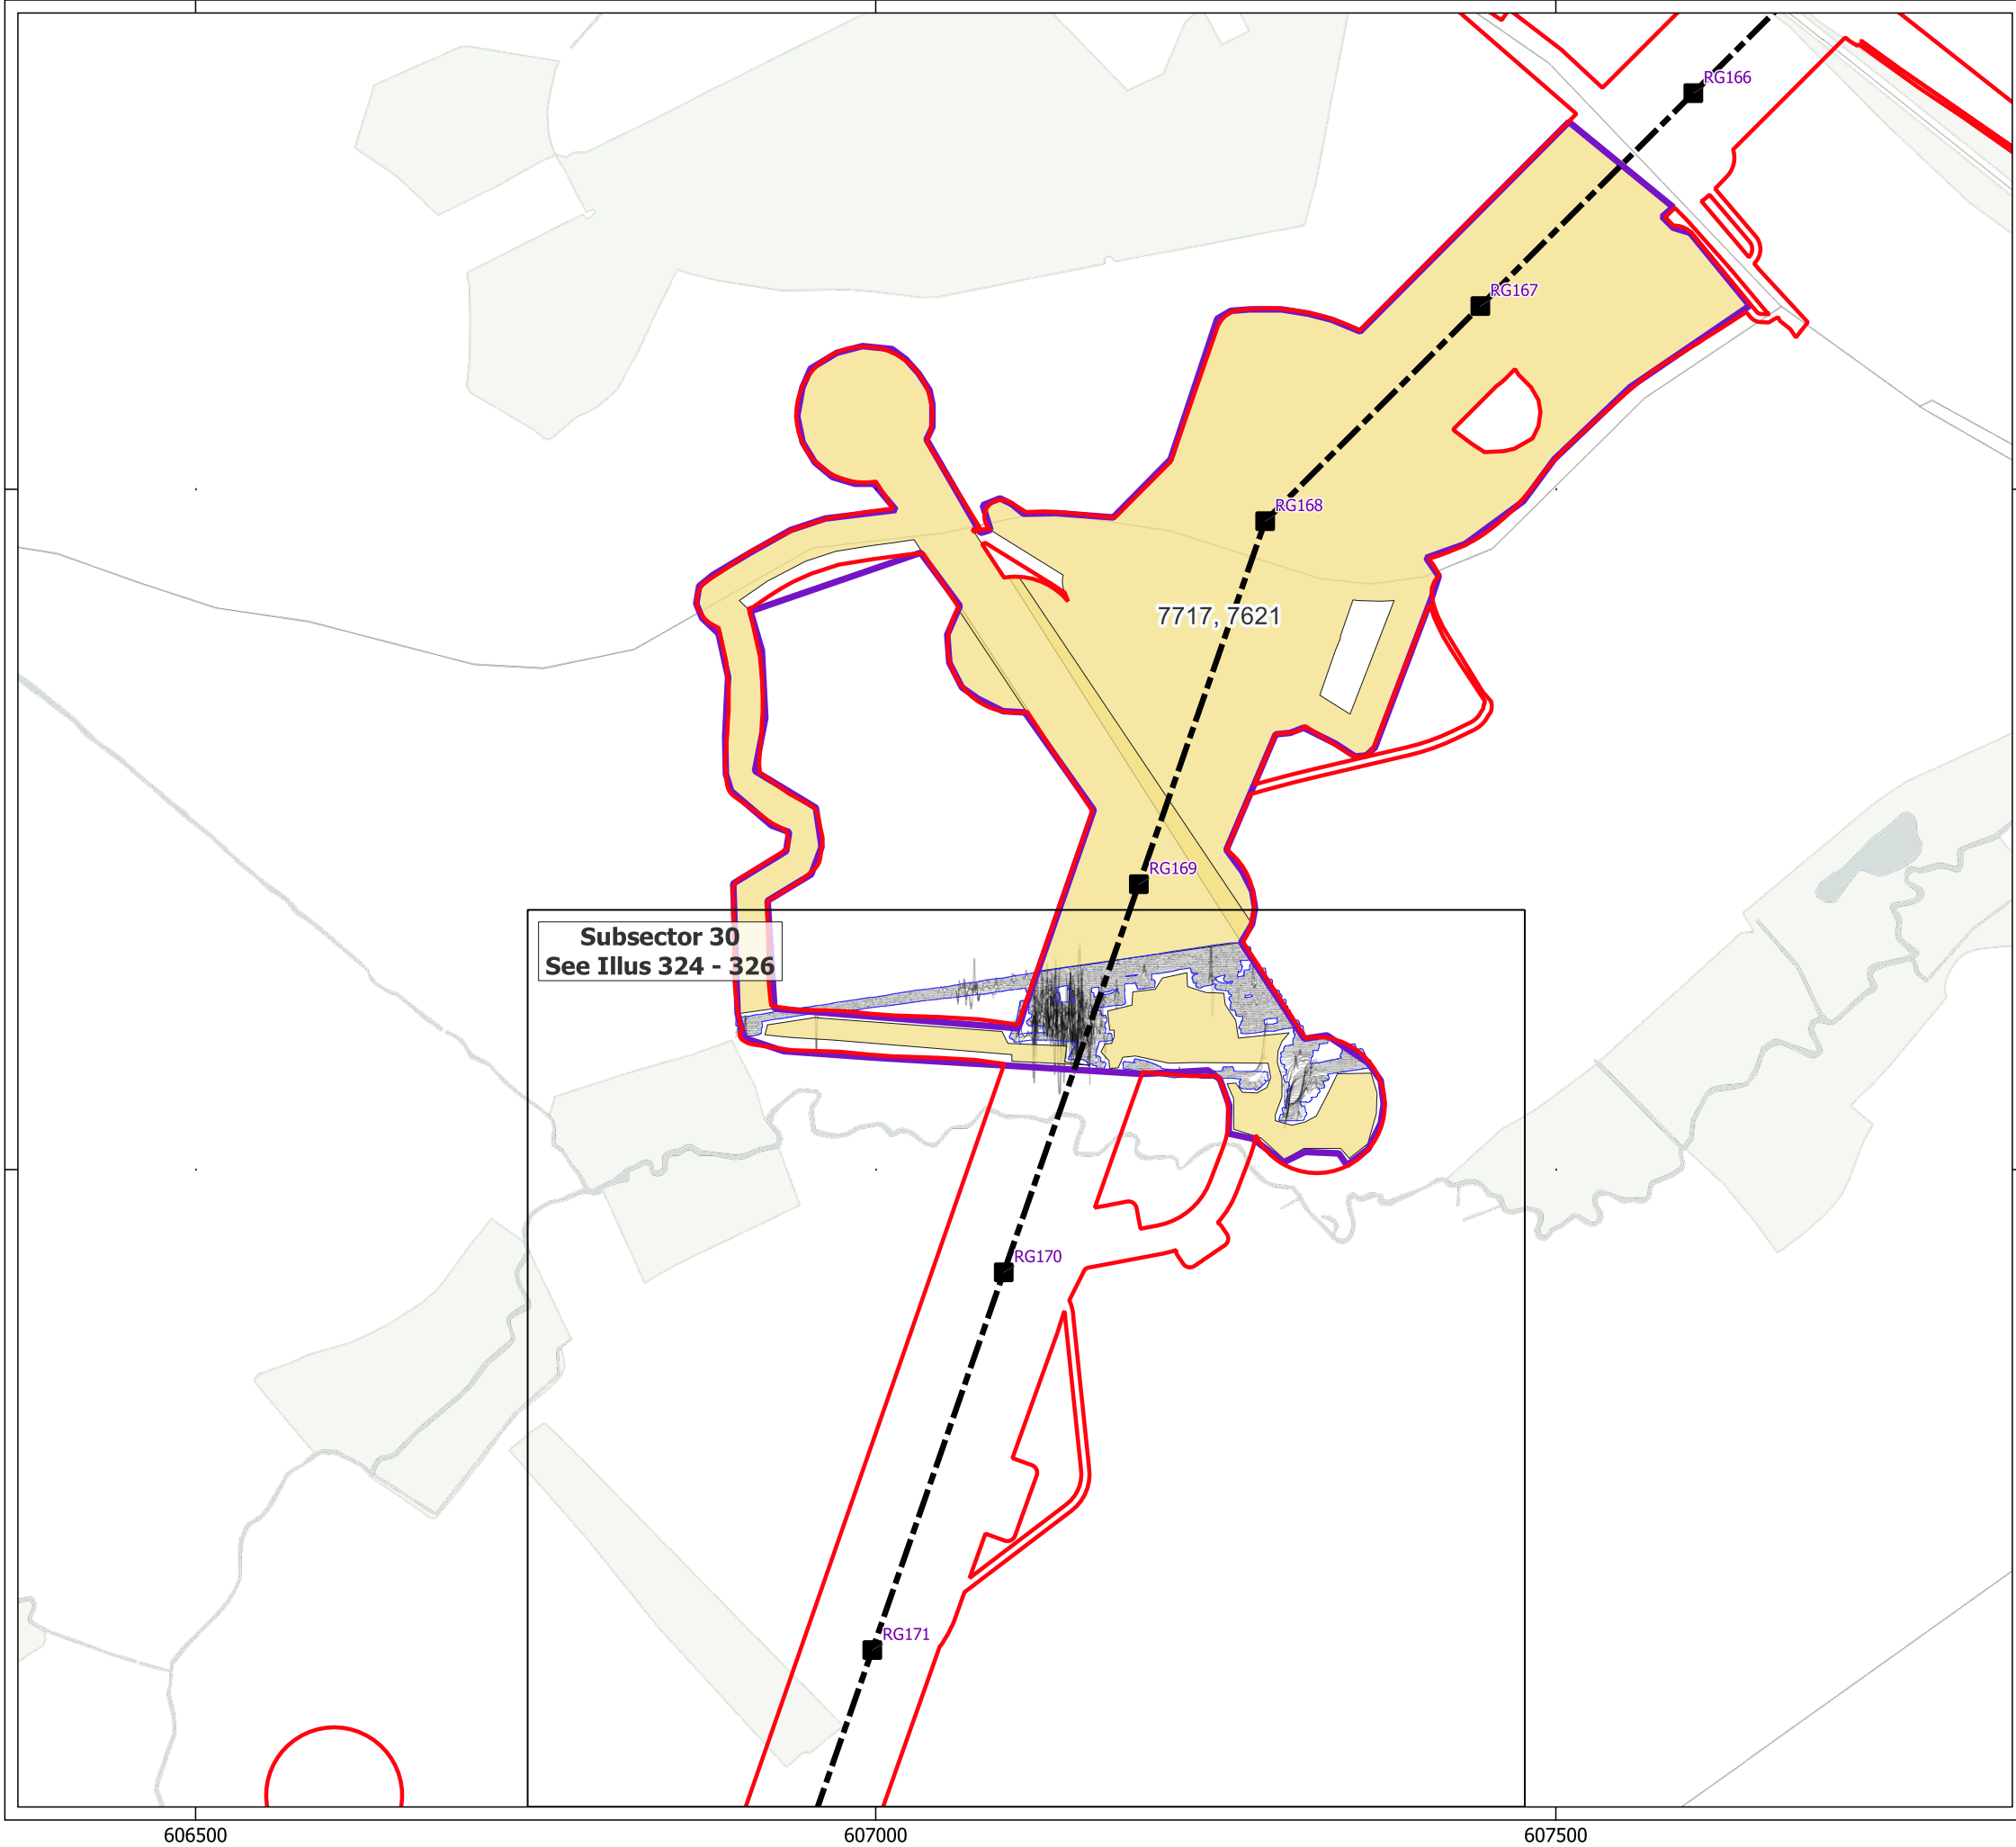 RG166
RG167
RG168
7717, 7621
RG169
Subsector 30
See Illus 324 - 326
RG170
RG171
606500
607000
607500